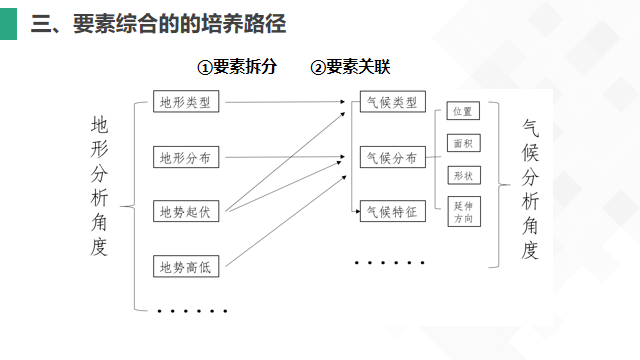 三、要素综合的的培养路径
①要素拆分 ②要素关联
地形分析角度
地形类型
地形分布
地势起伏
地势高低
······
气候类型
气候分布
气候特征
······
位置
面积
形状
延伸
方向
气候分析角度